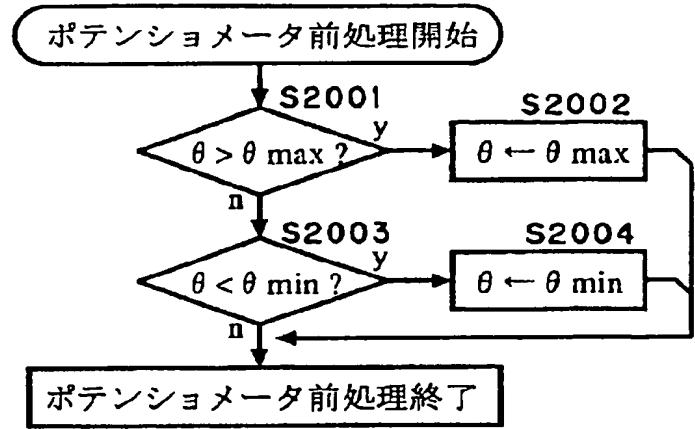 ポテンショメータ前処理開始
S2001
θ > θ max ?
y
S2002
θ ← θ max
n
S2003
θ < θ min ?
y
S2004
θ ← θ min
n
ポテンショメータ前処理終了